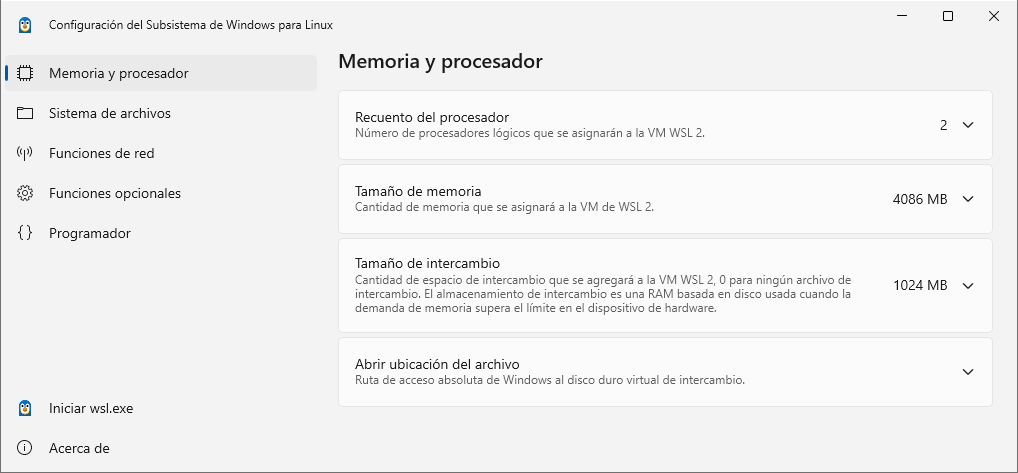 Configuración del Subsistema de Windows para Linux
Memoria y procesador
Sistema de archivos
Funciones de red
Funciones opcionales
Programador
Iniciar wsl.exe
Acerca de
Memoria y procesador
Recuento del procesador
Número de procesadores lógicos que se asignarán a la VM WSL 2.
2
Tamaño de memoria
Cantidad de memoria que se asignará a la VM de WSL 2.
4086 MB
Tamaño de intercambio
Cantidad de espacio de intercambio que se agregará a la VM WSL 2, 0 para ningún archivo de
intercambio. El almacenamiento de intercambio es una RAM basada en disco usada cuando la
demanda de memoria supera el límite en el dispositivo de hardware.
1024 MB
Abrir ubicación del archivo
Ruta de acceso absoluta de Windows al disco duro virtual de intercambio.